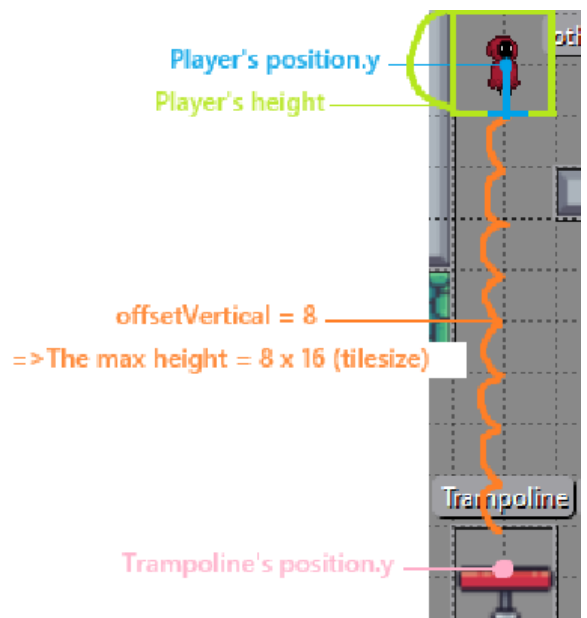 Player's position.y
Player's height
offsetVertical = 8
=>The max height = 8 x 16 (tilesize)
Trampoline
Trampoline's position.y